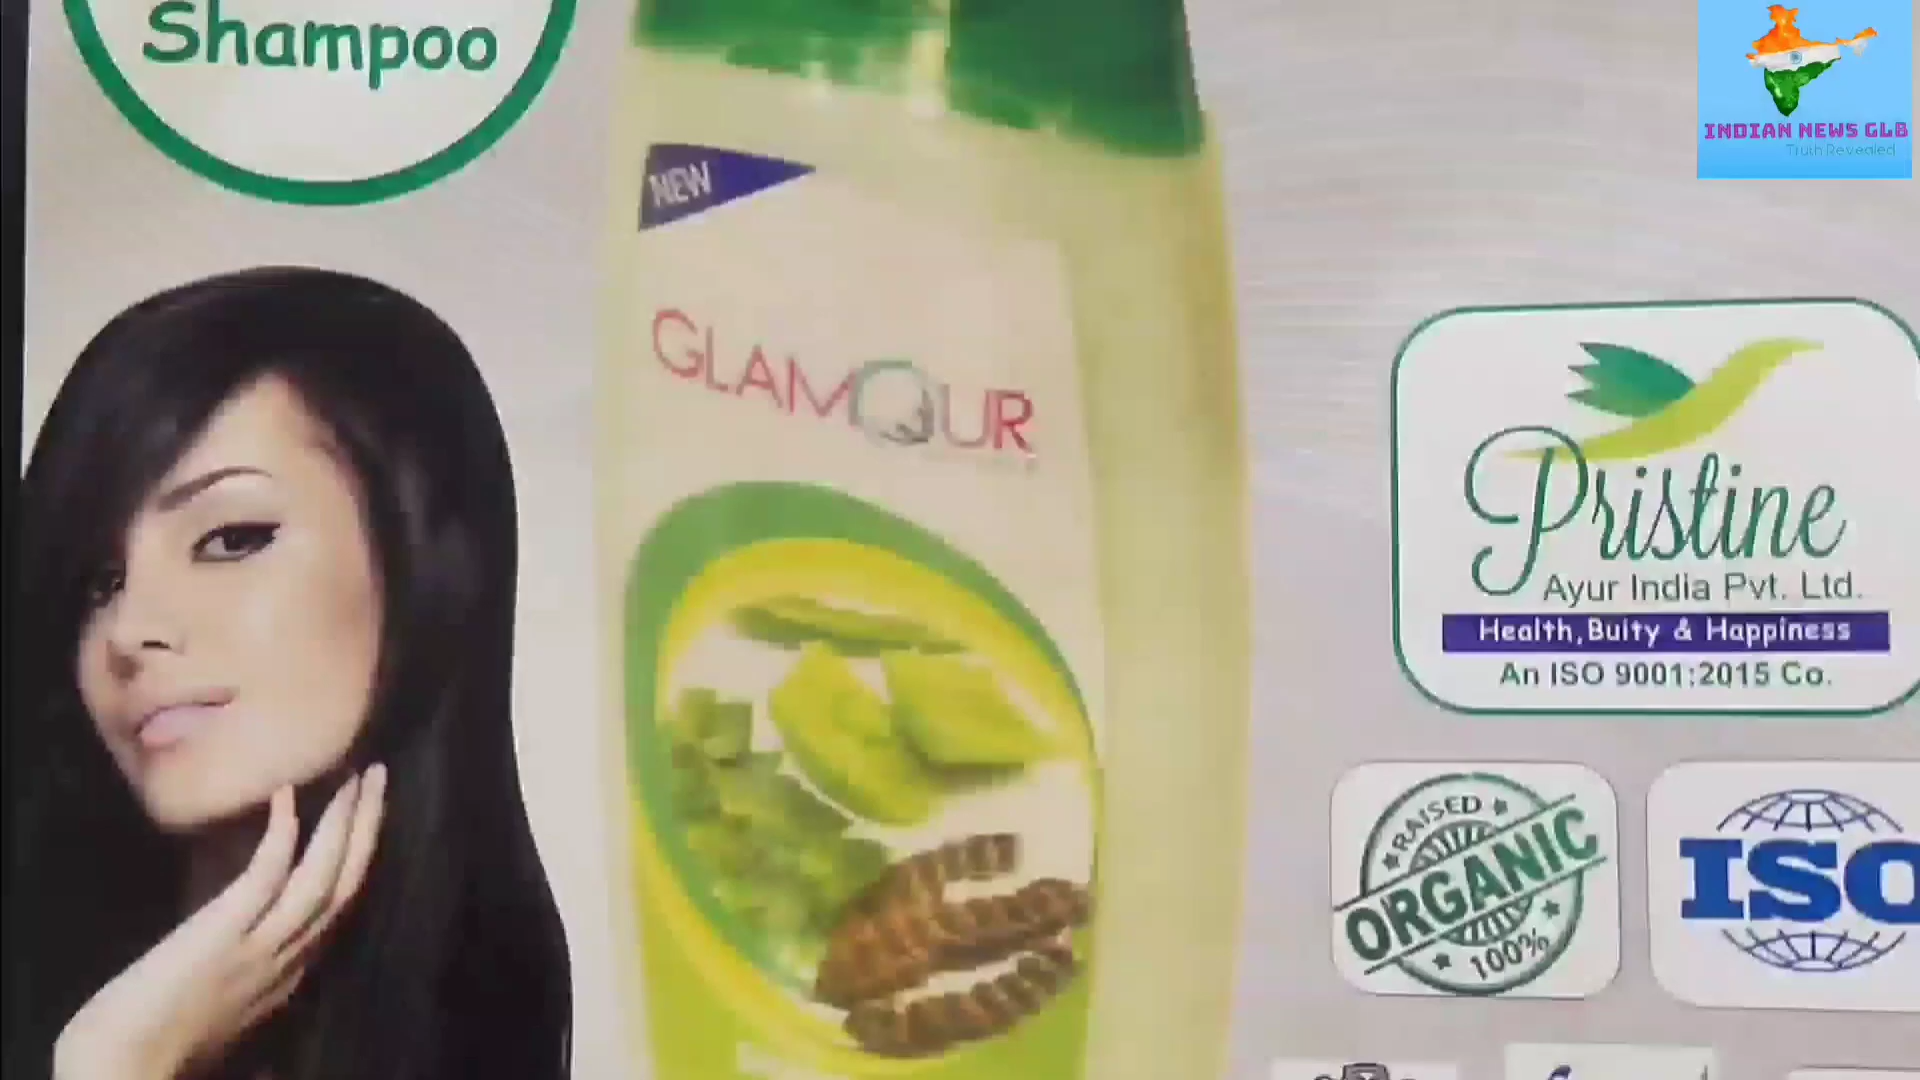 Shampoo
INDIAN NEWS GLB
Truth Revealed
NEW
GLAMOUR
Pristine
Ayur India Pvt. Ltd.
Health,Buity & Happiness
An ISO 9001:2015 Co.
RAISED
ORGANIC
100%
ISO